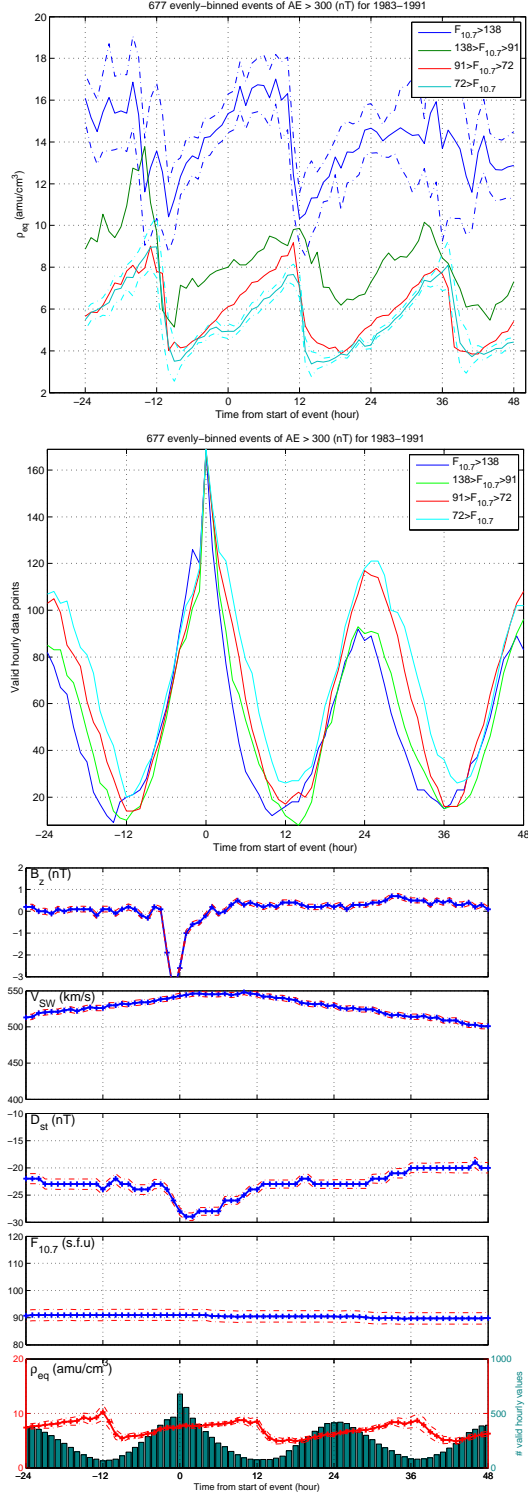 677 evenly−binned events of AE > 300 (nT) for 1983−1991
F10.7>138
138>F10.7>91
91>F10.7>72
72>F10.7
20
18
16
14
12
10
8
6
4
2
ρeq (amu/cm3)
−24 −12 0 12 24 36 48
Time from start of event (hour)
677 evenly−binned events of AE > 300 (nT) for 1983−1991
F10.7>138
138>F10.7>91
91>F10.7>72
72>F10.7
160
140
120
100
80
60
40
20
Valid hourly data points
−24 −12 0 12 24 36 48
Time from start of event (hour)
Bz (nT)
2
1
0
−1
−2
−3
VSW (km/s)
550
500
450
400
Dst (nT)
−10
−15
−20
−25
−30
F10.7 (s.f.u)
120
110
100
90
80
ρeq (amu/cm3)
20
10
0
1000
500
0
# valid hourly values
−24 −12 0 12 24 36 48
Time from start of event (hour)